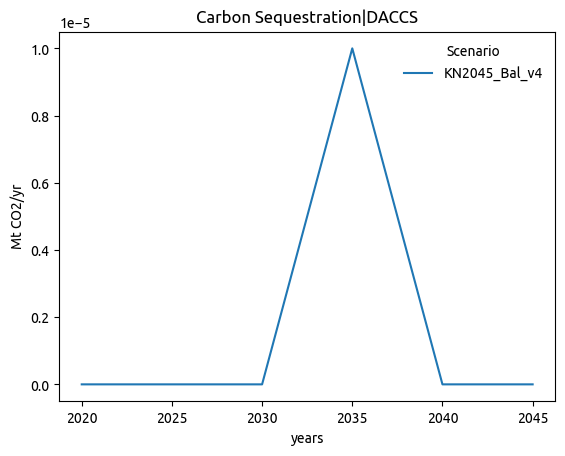 Carbon Sequestration|DACCS
1e−5
Scenario
KN2045_Bal_v4
Mt CO2/yr
1.0
0.8
0.6
0.4
0.2
0.0
2020 2025 2030 2035 2040 2045
years